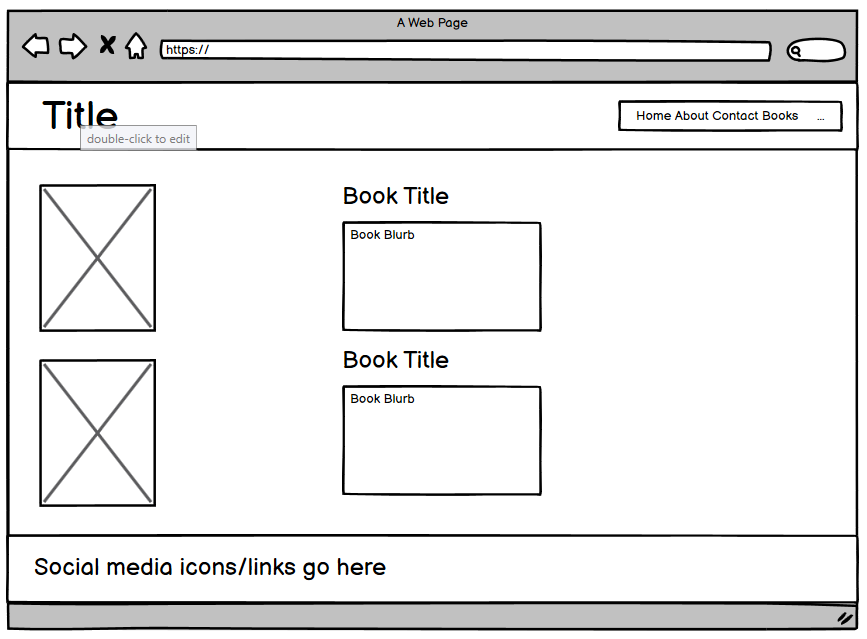 A Web Page
https://
Title
double-click to edit
Home About Contact Books ...
Book Title
Book Blurb
Book Title
Book Blurb
Social media icons/links go here